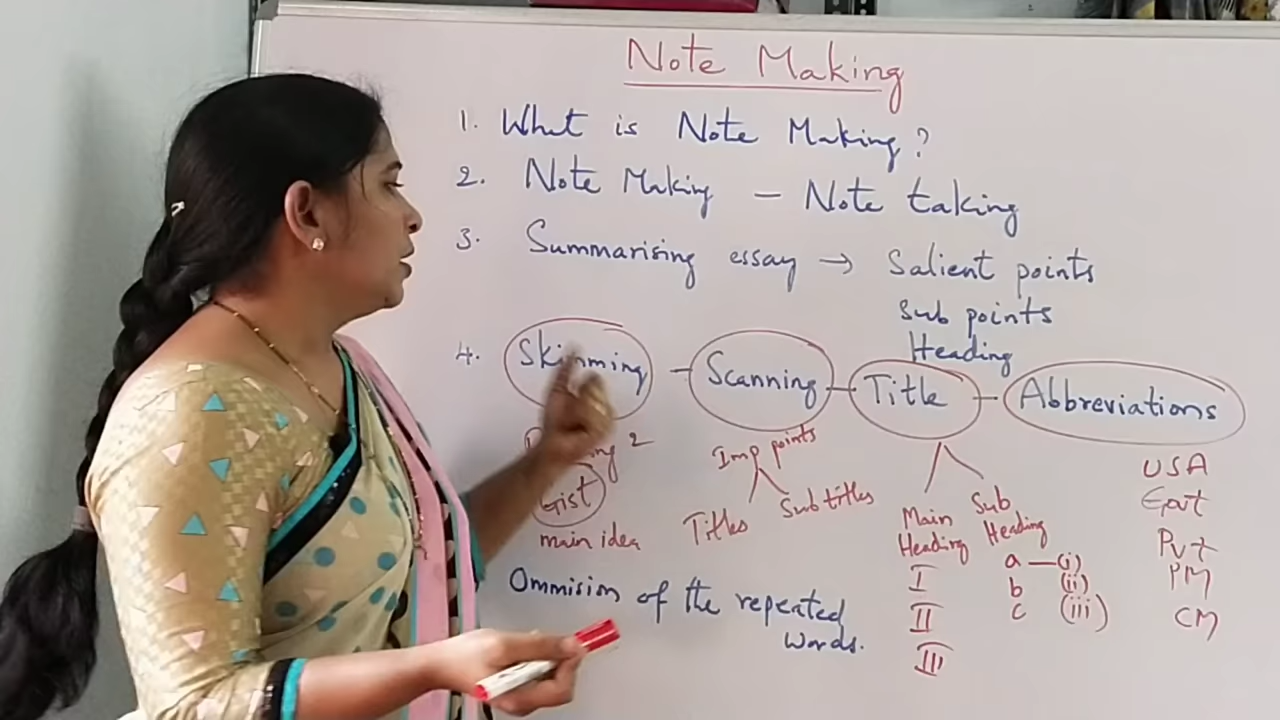 Note Making
1. What is Note Making?
2. Note Making – Note taking
3. Summarising essay → Salient points
Sub points
Heading
4. Skimming – Scanning – Title – Abbreviations
2
Gist
main idea
Imp points
Titles Subtitles
Main Heading
I
II
III
Sub Heading
a – (i)
b (ii)
c (iii)
USA
Govt
Pvt
PM
CM
Ommision of the repeated
words.